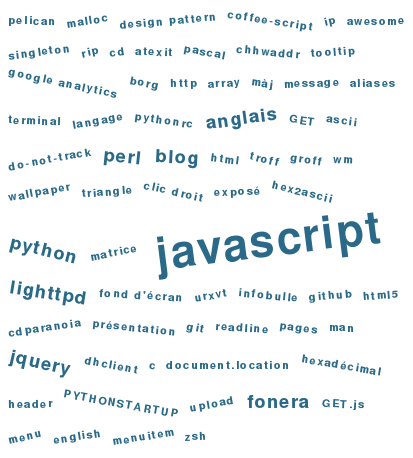 pelican malloc design pattern coffee-script ip awesome
singleton rip cd atexit pascal chhwaddr tooltip
google analytics borg http array màj message aliases
terminal langage pythonrc anglais GET ascii
do-not-track perl blog html troff groff wm
wallpaper triangle clic droit exposé hex2ascii
python matrice javascript
lighttpd fond d'écran urxvt infobulle github html5
cdparanoia présentation git readline pages man
jquery dhclient c document.location hexadécimal
header PYTHONSTARTUP upload fonera GET.js
menu english menuitem zsh